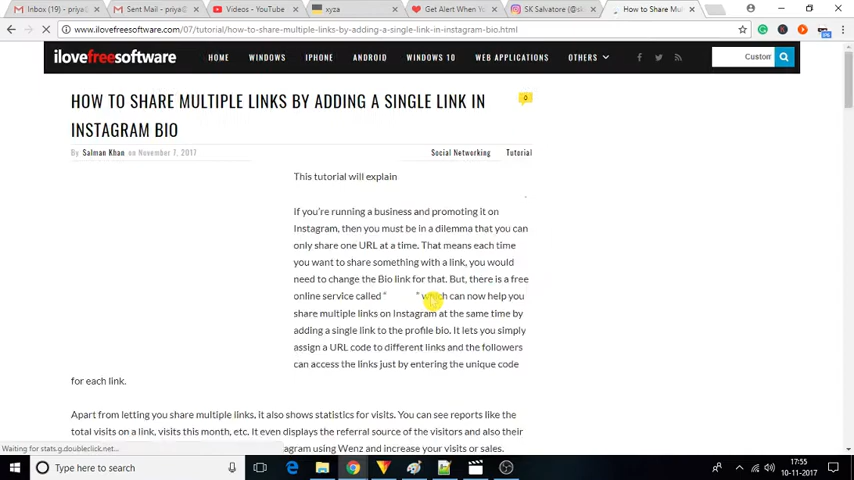 Inbox (19) - priya@
Sent Mail - priya@
Videos - YouTube
xyza
Get Alert When Y
SK Salvatore (@sk
How to Share Mul
www.ilovefreesoftware.com/07/tutorial/how-to-share-multiple-links-by-adding-a-single-link-in-instagram-bio.html
ilovefreesoftware
HOME WINDOWS IPHONE ANDROID WINDOWS 10 WEB APPLICATIONS OTHERS
Custom
HOW TO SHARE MULTIPLE LINKS BY ADDING A SINGLE LINK IN
INSTAGRAM BIO
0
By Salman Khan on November 7, 2017
Social Networking Tutorial
This tutorial will explain
If you're running a business and promoting it on
Instagram, then you must be in a dilemma that you can
only share one URL at a time. That means each time
you want to share something with a link, you would
need to change the Bio link for that. But, there is a free
online service called “ ” which can now help you
share multiple links on Instagram at the same time by
adding a single link to the profile bio. It lets you simply
assign a URL code to different links and the followers
can access the links just by entering the unique code
for each link.
Apart from letting you share multiple links, it also shows statistics for visits. You can see reports like the
total visits on a link, visits this month, etc. It even displays the referral source of the visitors and also their
stagram using Wenz and increase your visits or sales.
Waiting for stats.g.doubleclick.net...
Type here to search
17:55
10-11-2017